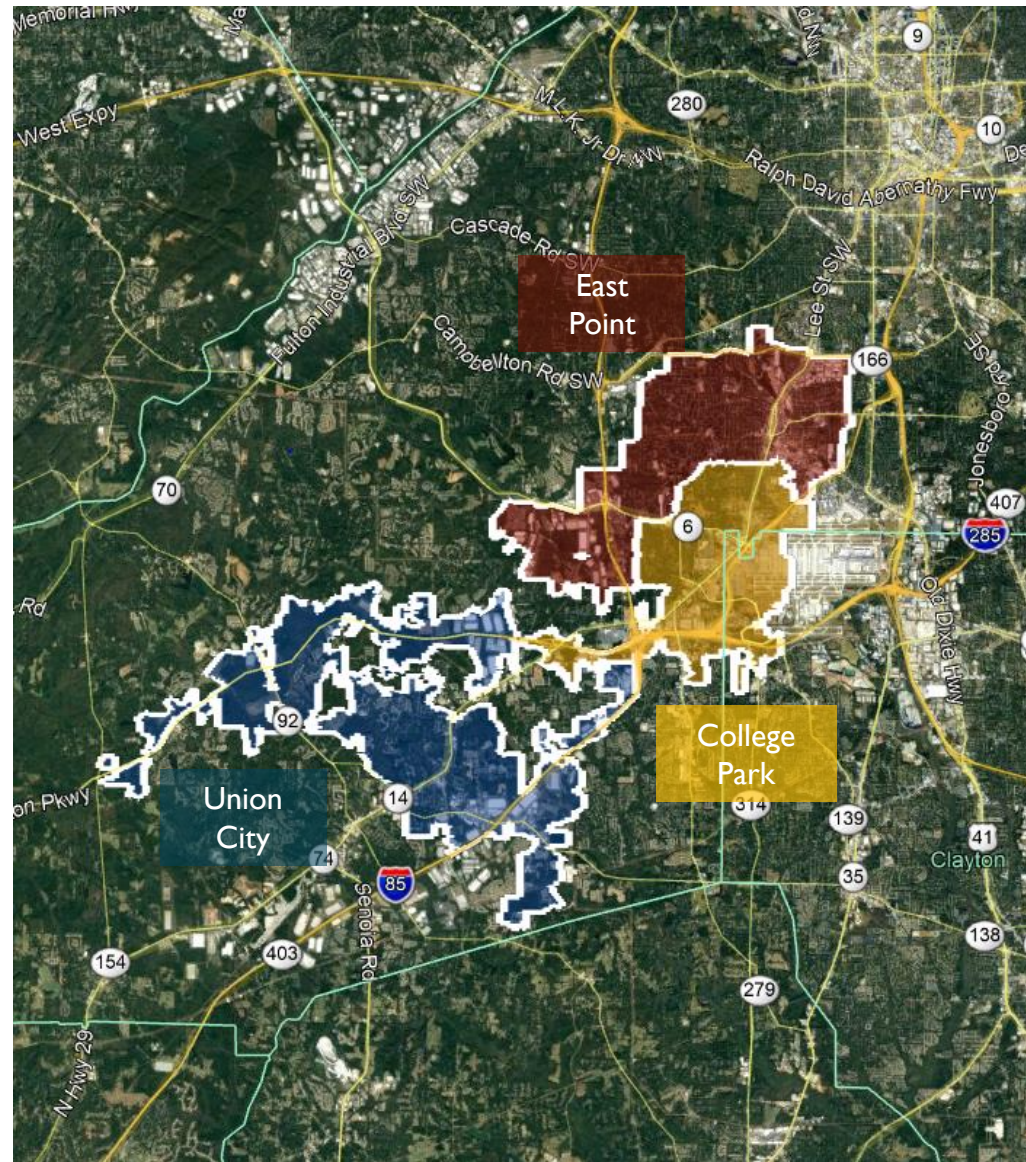 Memorial
9
West Expy
280
M.L.K. Jr Dr NW
10
Ralph David Abernathy Fwy
Cascade Rd SW
Fulton Industrial Blvd SW
East
Point
Lee St SW
Campbellton Rd SW
166
Jonesboro Rd SE
70
407
6
285
Rd
Old Dixie Hwy
92
College
Park
on Pkwy
Union
City
14
314
139
41
74
Clayton
85
35
Senoia Rd
138
403
154
279
N Hwy 29